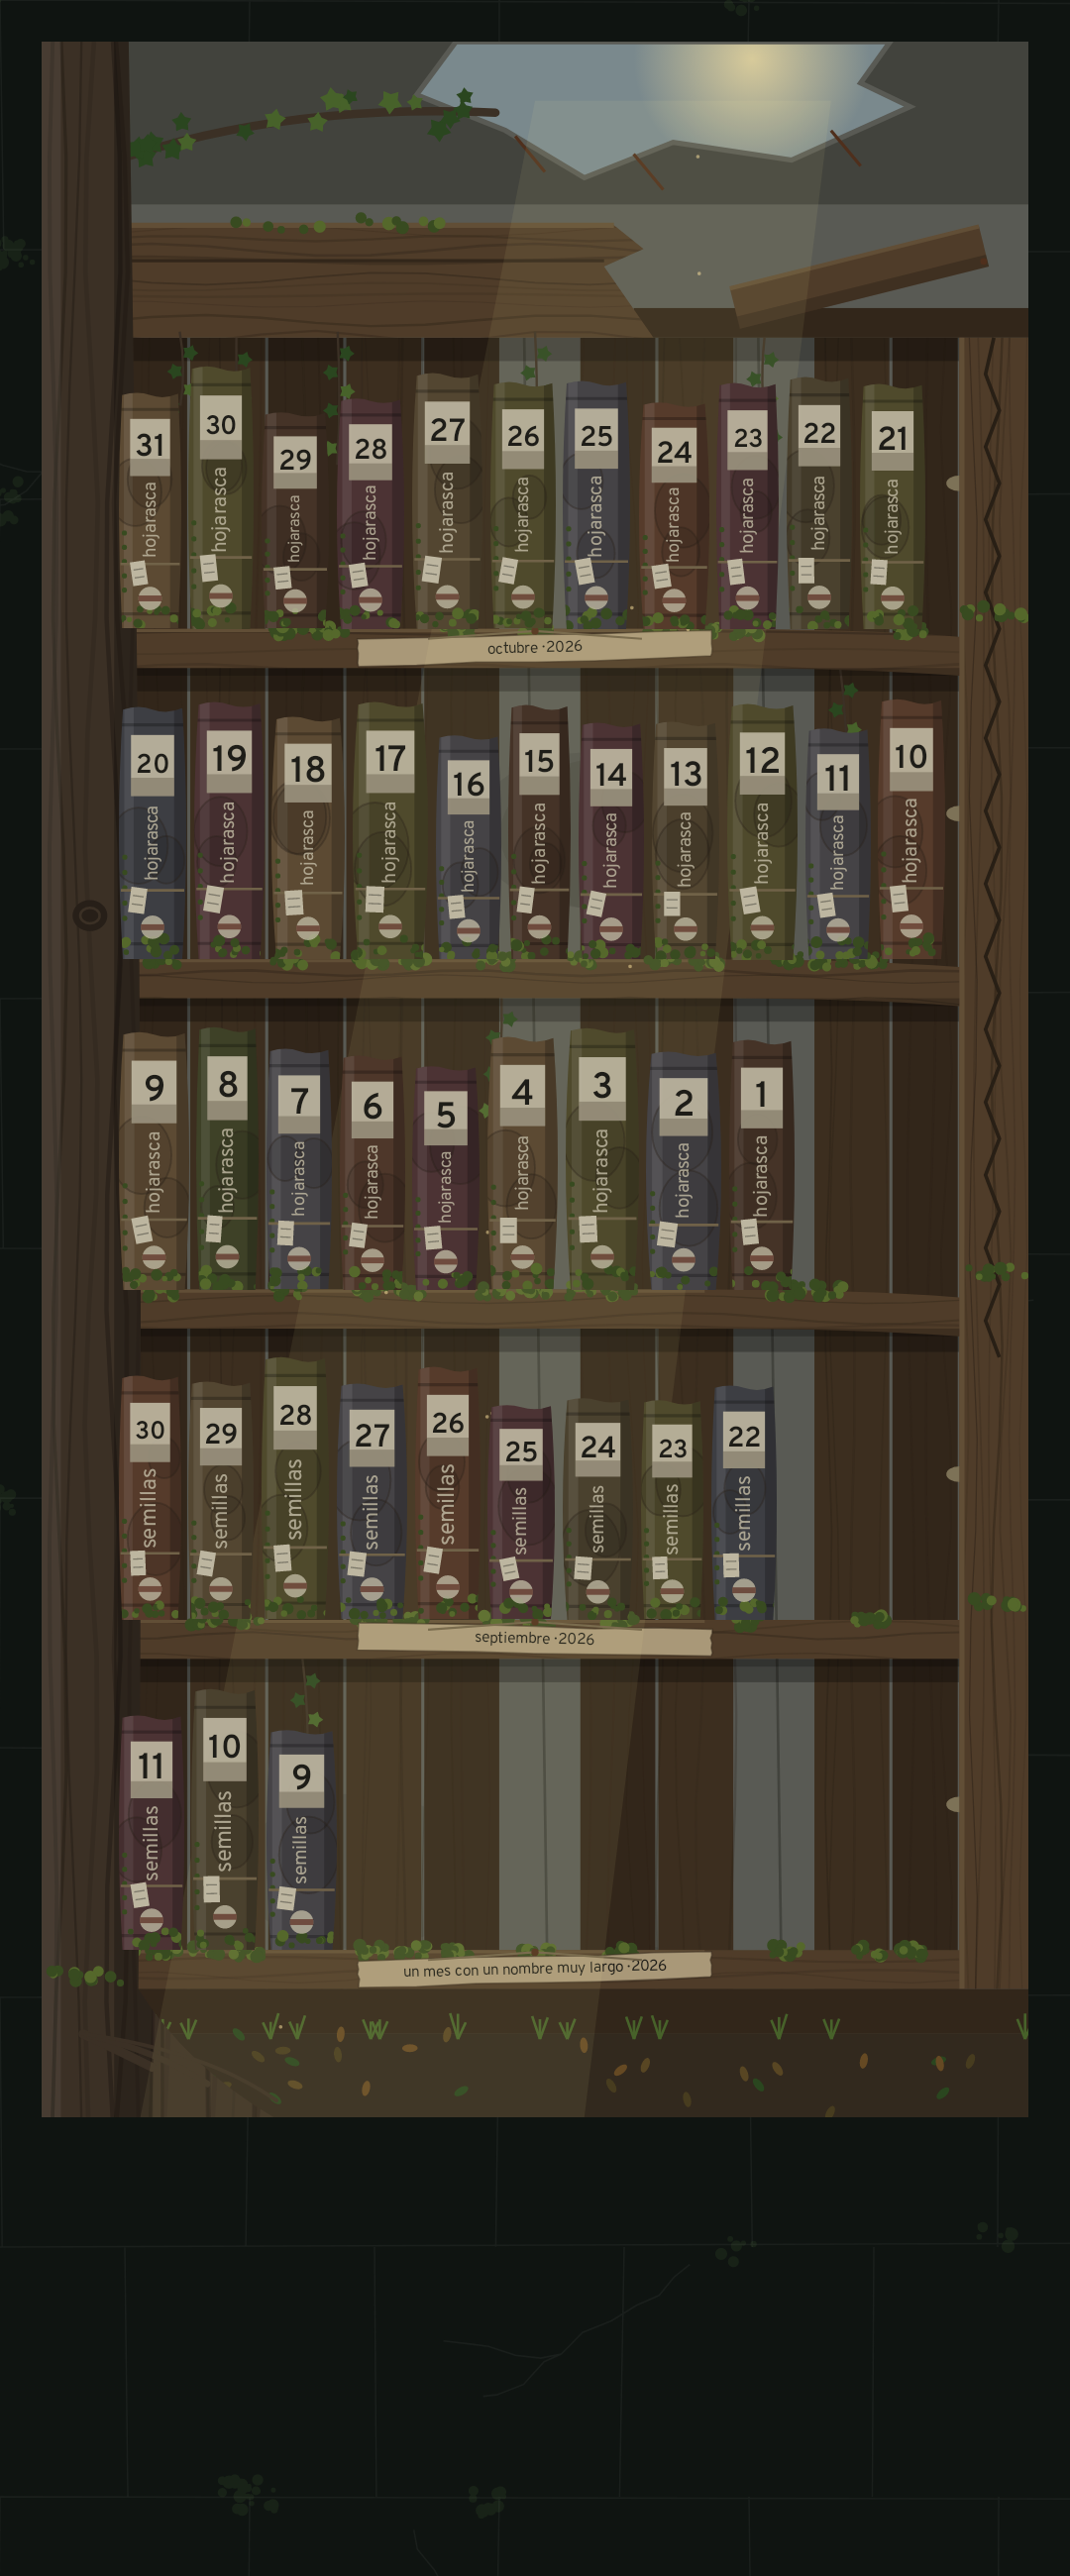 31 30 29 28 27 26 25 24 23 22 21
hojarasca hojarasca hojarasca hojarasca hojarasca hojarasca hojarasca hojarasca hojarasca hojarasca hojarasca
octubre ·2026
20 19 18 17 16 15 14 13 12 11 10
hojarasca hojarasca hojarasca hojarasca hojarasca hojarasca hojarasca hojarasca hojarasca hojarasca hojarasca
9 8 7 6 5 4 3 2 1
hojarasca hojarasca hojarasca hojarasca hojarasca hojarasca hojarasca hojarasca hojarasca
30 29 28 27 26 25 24 23 22
semillas semillas semillas semillas semillas semillas semillas semillas semillas
septiembre ·2026
11 10 9
semillas semillas semillas
un mes con un nombre muy largo ·2026